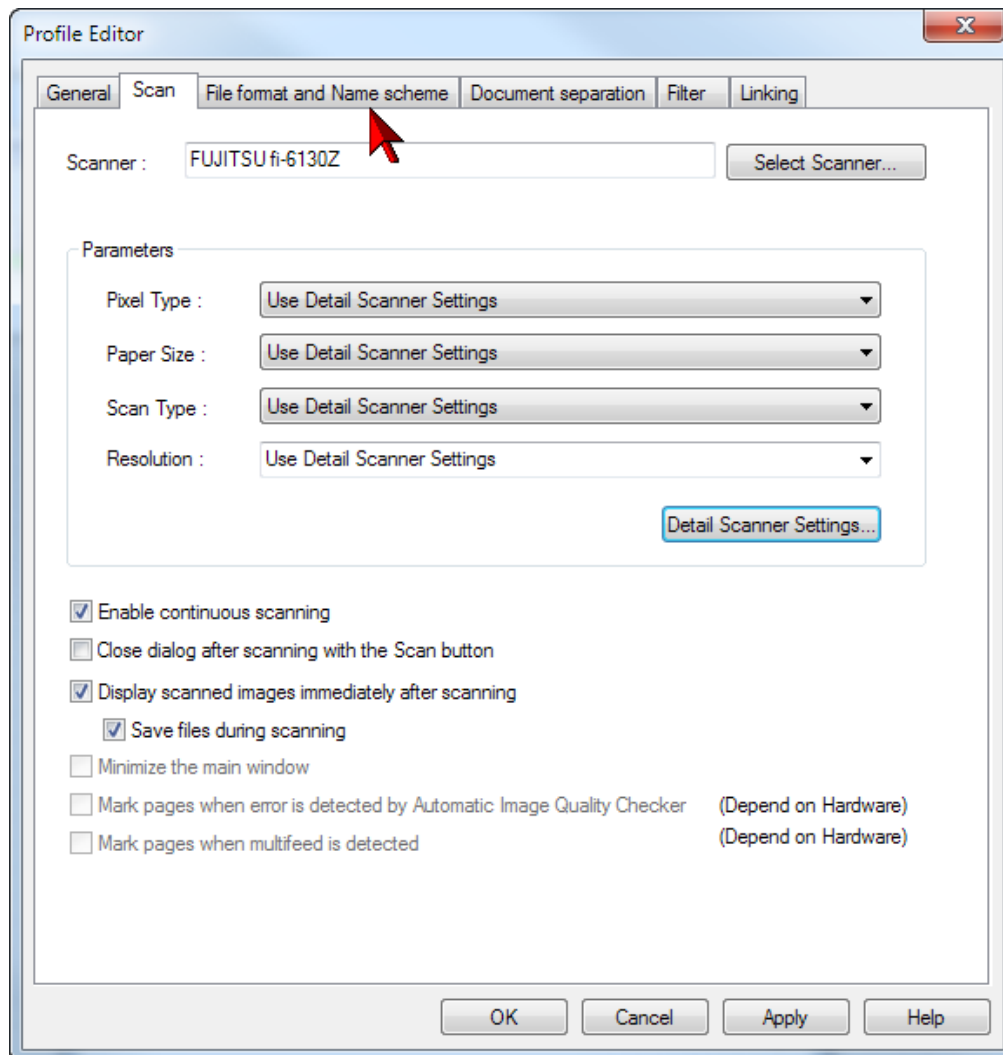 Profile Editor
General Scan File format and Name scheme Document separation Filter Linking
Scanner : FUJITSU fi-6130Z Select Scanner...
Parameters
Pixel Type : Use Detail Scanner Settings
Paper Size : Use Detail Scanner Settings
Scan Type : Use Detail Scanner Settings
Resolution : Use Detail Scanner Settings
Detail Scanner Settings...
Enable continuous scanning
Close dialog after scanning with the Scan button
Display scanned images immediately after scanning
Save files during scanning
Minimize the main window
Mark pages when error is detected by Automatic Image Quality Checker (Depend on Hardware)
Mark pages when multifeed is detected (Depend on Hardware)
OK Cancel Apply Help